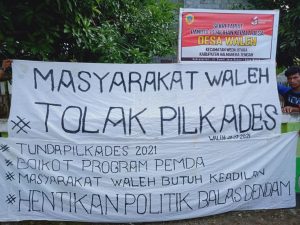 DESA WALEH
MASYARAKAT WALEH
# TOLAK PILKADES
# TUNDA PILKADES 2021
# BOIKOT PROGRAM PEMDA
# MASYARAKAT WALEH BUTUH KEADILAN
# HENTIKAN POLITIK BALAS DENDAM